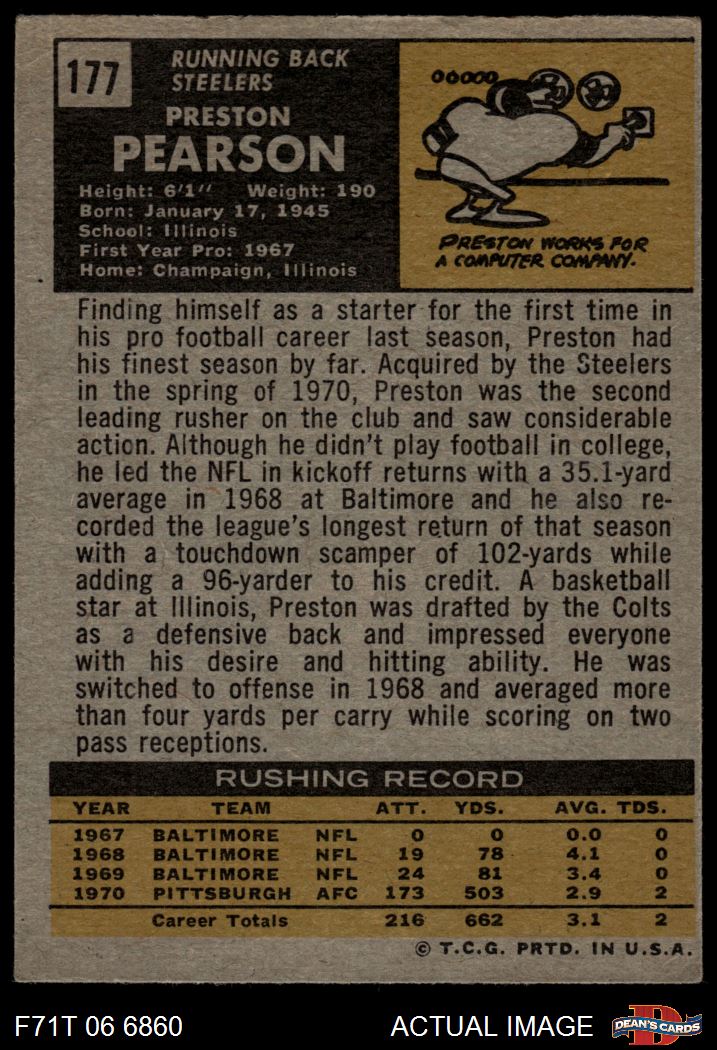 177
RUNNING BACK
STEELERS
PRESTON
PEARSON
Height: 6'1" Weight: 190
Born: January 17, 1945
School: Illinois
First Year Pro: 1967
Home: Champaign, Illinois
PRESTON WORKS FOR
A COMPUTER COMPANY.
Finding himself as a starter for the first time in
his pro football career last season, Preston had
his finest season by far. Acquired by the Steelers
in the spring of 1970, Preston was the second
leading rusher on the club and saw considerable
action. Although he didn't play football in college,
he led the NFL in kickoff returns with a 35.1-yard
average in 1968 at Baltimore and he also re-
corded the league's longest return of that season
with a touchdown scamper of 102-yards while
adding a 96-yarder to his credit. A basketball
star at Illinois, Preston was drafted by the Colts
as a defensive back and impressed everyone
with his desire and hitting ability. He was
switched to offense in 1968 and averaged more
than four yards per carry while scoring on two
pass receptions.
RUSHING RECORD
YEAR TEAM ATT. YDS. AVG. TDS.
1967 BALTIMORE NFL 0 0 0.0 0
1968 BALTIMORE NFL 19 78 4.1 0
1969 BALTIMORE NFL 24 81 3.4 0
1970 PITTSBURGH AFC 173 503 2.9 2
Career Totals 216 662 3.1 2
© T.C.G. PRTD. IN U.S.A.
F71T 06 6860 ACTUAL IMAGE DEAN'S CARDS